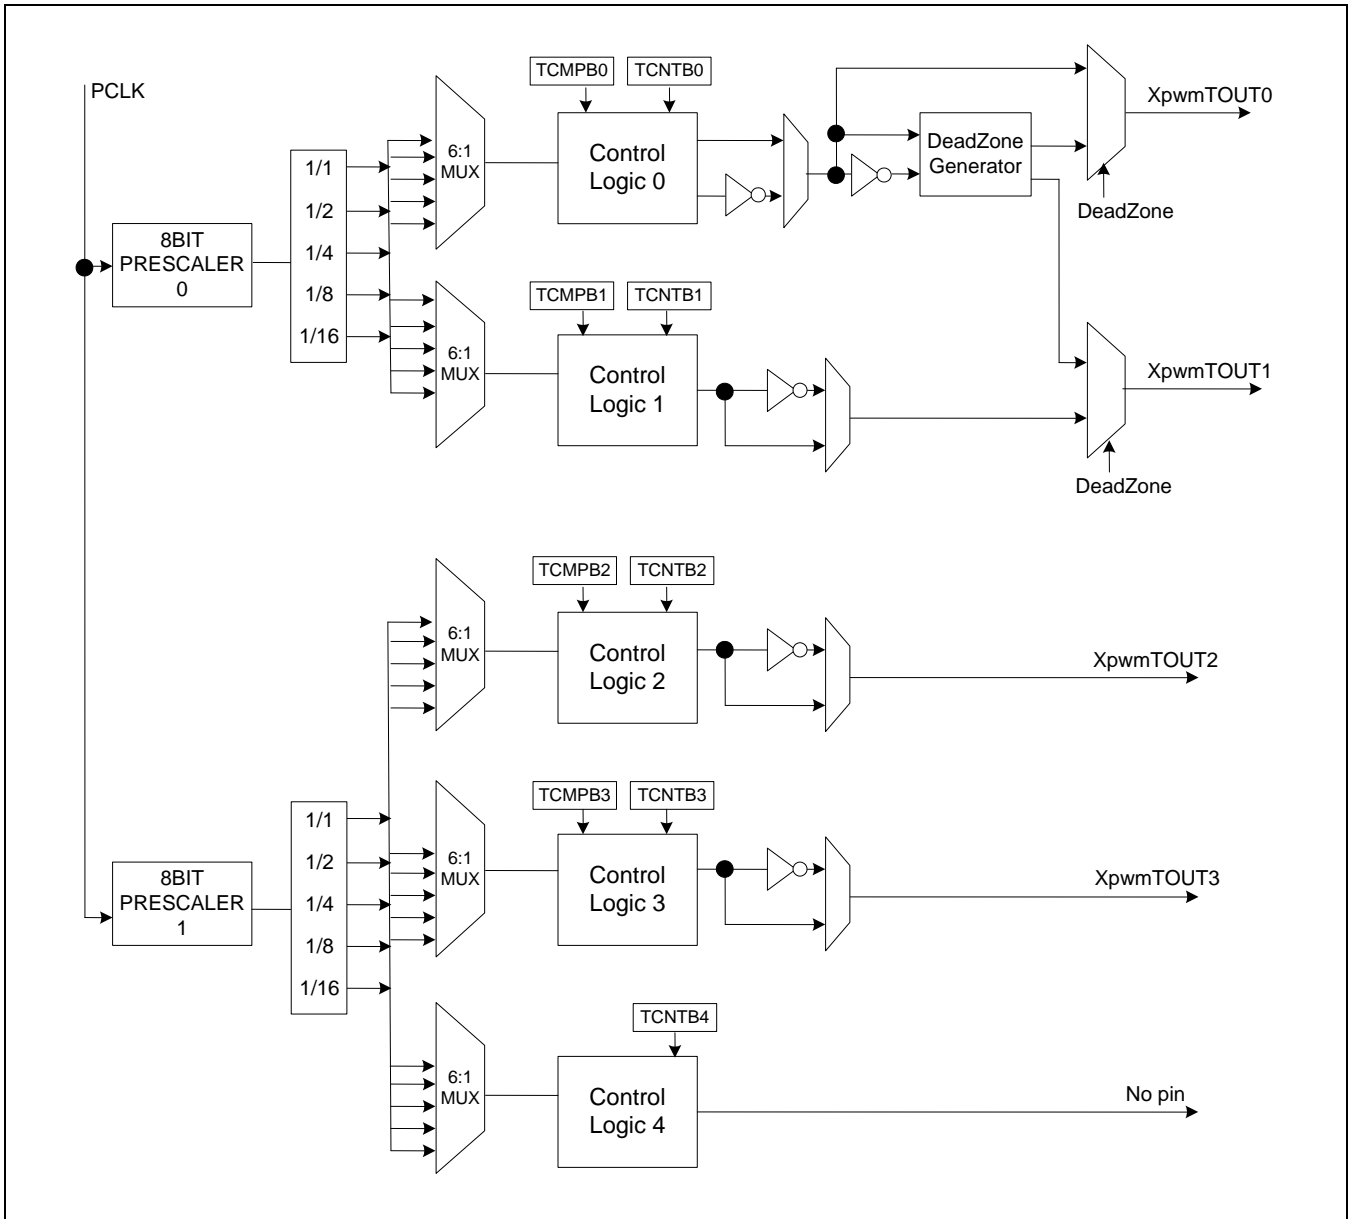 PCLK
TCMPB0
TCNTB0
XpwmTOUT0
6:1
MUX
Control
Logic 0
DeadZone
Generator
DeadZone
1/1
1/2
1/4
1/8
1/16
8BIT
PRESCALER
0
TCMPB1
TCNTB1
6:1
MUX
Control
Logic 1
XpwmTOUT1
DeadZone
TCMPB2
TCNTB2
6:1
MUX
Control
Logic 2
XpwmTOUT2
TCMPB3
TCNTB3
1/1
1/2
1/4
1/8
1/16
8BIT
PRESCALER
1
6:1
MUX
Control
Logic 3
XpwmTOUT3
TCNTB4
6:1
MUX
Control
Logic 4
No pin